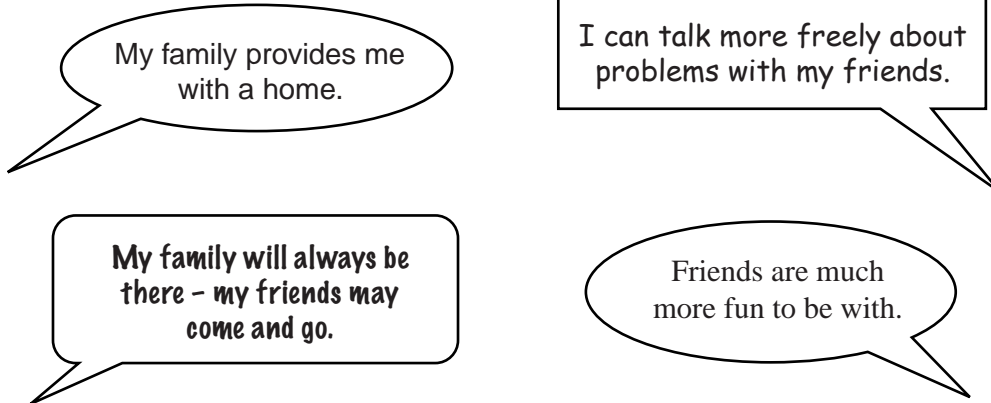 My family provides me
with a home.
I can talk more freely about
problems with my friends.
My family will always be
there – my friends may
come and go.
Friends are much
more fun to be with.